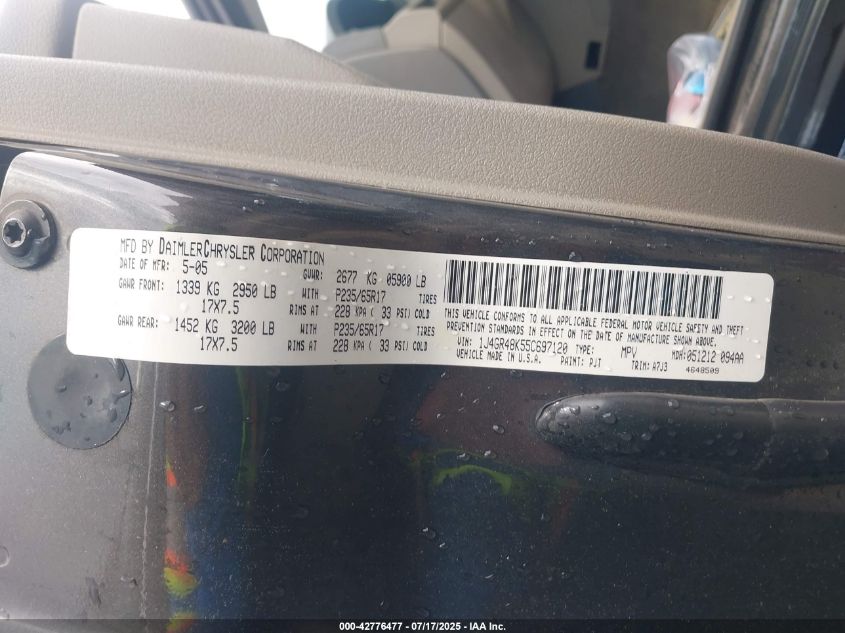 MFD BY DAIMLERCHRYSLER CORPORATION
DATE OF MFR: 5-05 GVWR: 2677 KG 05900 LB
GAWR FRONT: 1339 KG 2950 LB WITH P235/65R17 TIRES
17X7.5 RIMS AT 228 KPA ( 33 PSI) COLD
GAWR REAR: 1452 KG 3200 LB WITH P235/65R17 TIRES
17X7.5 RIMS AT 228 KPA ( 33 PSI) COLD
THIS VEHICLE CONFORMS TO ALL APPLICABLE FEDERAL MOTOR VEHICLE SAFETY AND THEFT
PREVENTION STANDARDS IN EFFECT ON THE DATE OF MANUFACTURE SHOWN ABOVE.
VIN: 1J4GR48K55C697120 TYPE: MPV MDH:051212 094AA
VEHICLE MADE IN U.S.A. PAINT: PJT TRIM: A7J3 4648509
000-42776477 - 07/17/2025 - IAA Inc.